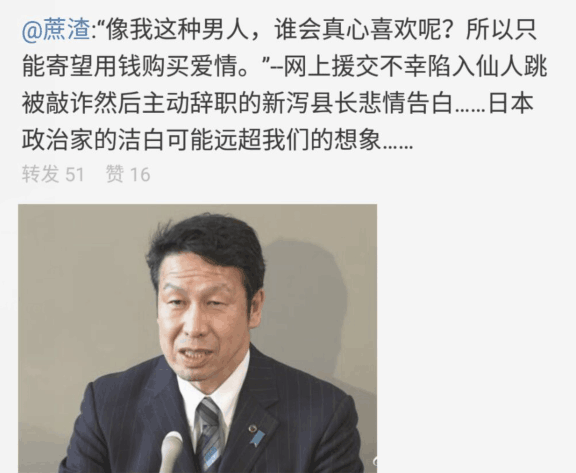 @蔗渣:“像我这种男人，谁会真心喜欢呢？所以只
能寄望用钱购买爱情。”--网上援交不幸陷入仙人跳
被敲诈然后主动辞职的新泻县长悲情告白……日本
政治家的洁白可能远超我们的想象……
转发 51 赞 16